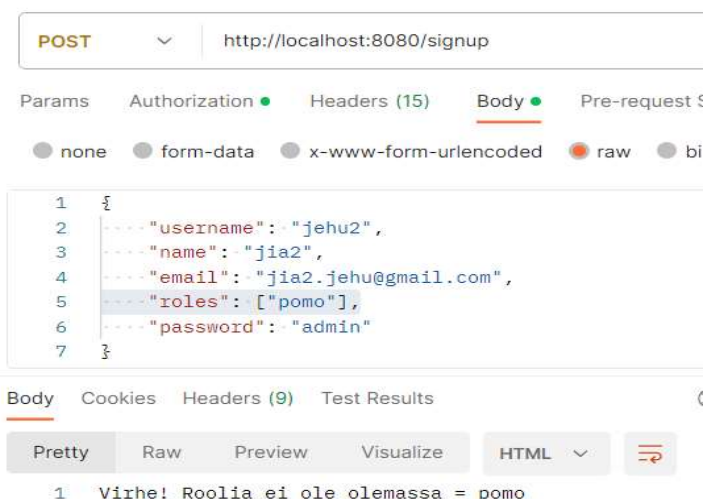 POST http://localhost:8080/signup
Params Authorization Headers (15) Body Pre-request
none form-data x-www-form-urlencoded raw
1 {
2 "username": "jehu2",
3 "name": "jia2",
4 "email": "jia2.jehu@gmail.com",
5 "roles": ["pomo"],
6 "password": "admin"
7 }
Body Cookies Headers (9) Test Results
Pretty Raw Preview Visualize HTML
1 Virhe! Roolia ei ole olemassa = pomo